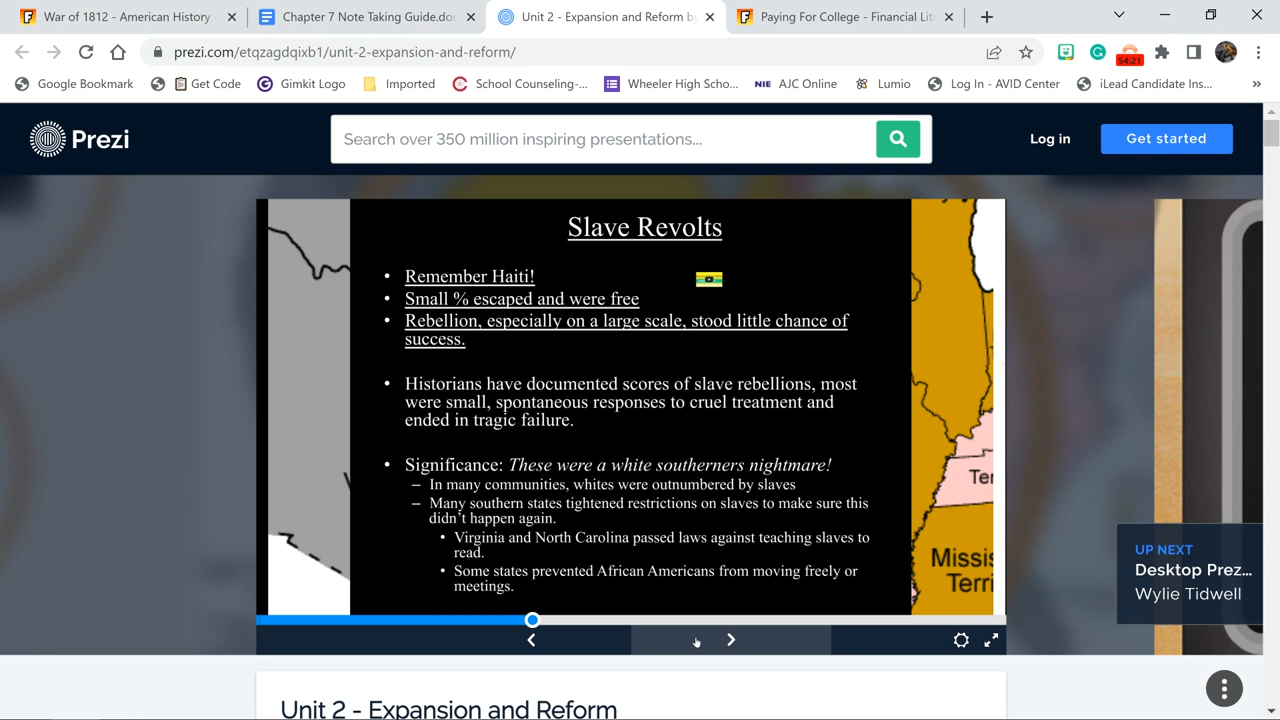 War of 1812 - American History -
Chapter 7 Note Taking Guide.doc
Unit 2 - Expansion and Reform by
Paying For College - Financial Lit
prezi.com/etqzagdqixb1/unit-2-expansion-and-reform/
54:21
Google Bookmark
Get Code
Gimkit Logo
Imported
School Counseling-...
Wheeler High Scho...
NIE AJC Online
Lumio
Log In - AVID Center
iLead Candidate Ins...
»
Prezi
Search over 350 million inspiring presentations...
Log in
Get started
Slave Revolts
• Remember Haiti!
• Small % escaped and were free
• Rebellion, especially on a large scale, stood little chance of
success.
• Historians have documented scores of slave rebellions, most
were small, spontaneous responses to cruel treatment and
ended in tragic failure.
• Significance: These were a white southerners nightmare!
– In many communities, whites were outnumbered by slaves
– Many southern states tightened restrictions on slaves to make sure this
didn't happen again.
• Virginia and North Carolina passed laws against teaching slaves to
read.
• Some states prevented African Americans from moving freely or
meetings.
Ter
Missis
Terri
UP NEXT
Desktop Prez...
Wylie Tidwell
Unit 2 - Expansion and Reform